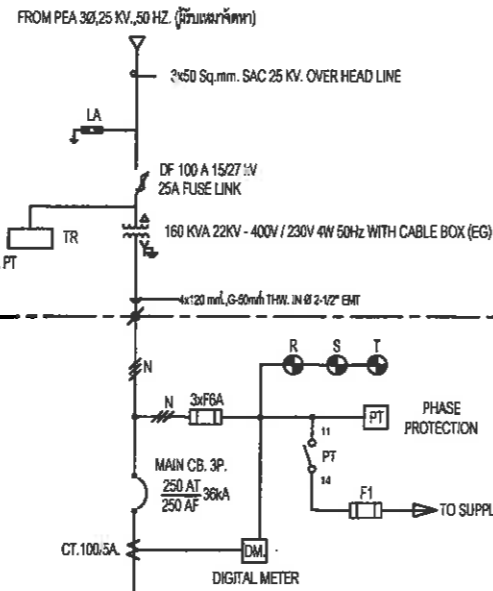 FROM PEA 3Ø,25 KV.,50 HZ. (ผู้รับเหมาจัดหา)
3x50 Sq.mm. SAC 25 KV. OVER HEAD LINE
LA
DF 100 A 15/27 KV
25A FUSE LINK
TR
PT
160 KVA 22KV - 400V / 230V 4W 50Hz WITH CABLE BOX (EG)
4x120 mm²,G-50mm² THW. IN Ø 2-1/2" EMT
N
R S T
N 3xF6A
PT
PHASE
PROTECTION
11
PT
14
MAIN CB. 3P.
250 AT
250 AF
36kA
F1
TO SUPPL
CT.100/5A.
DM.
DIGITAL METER